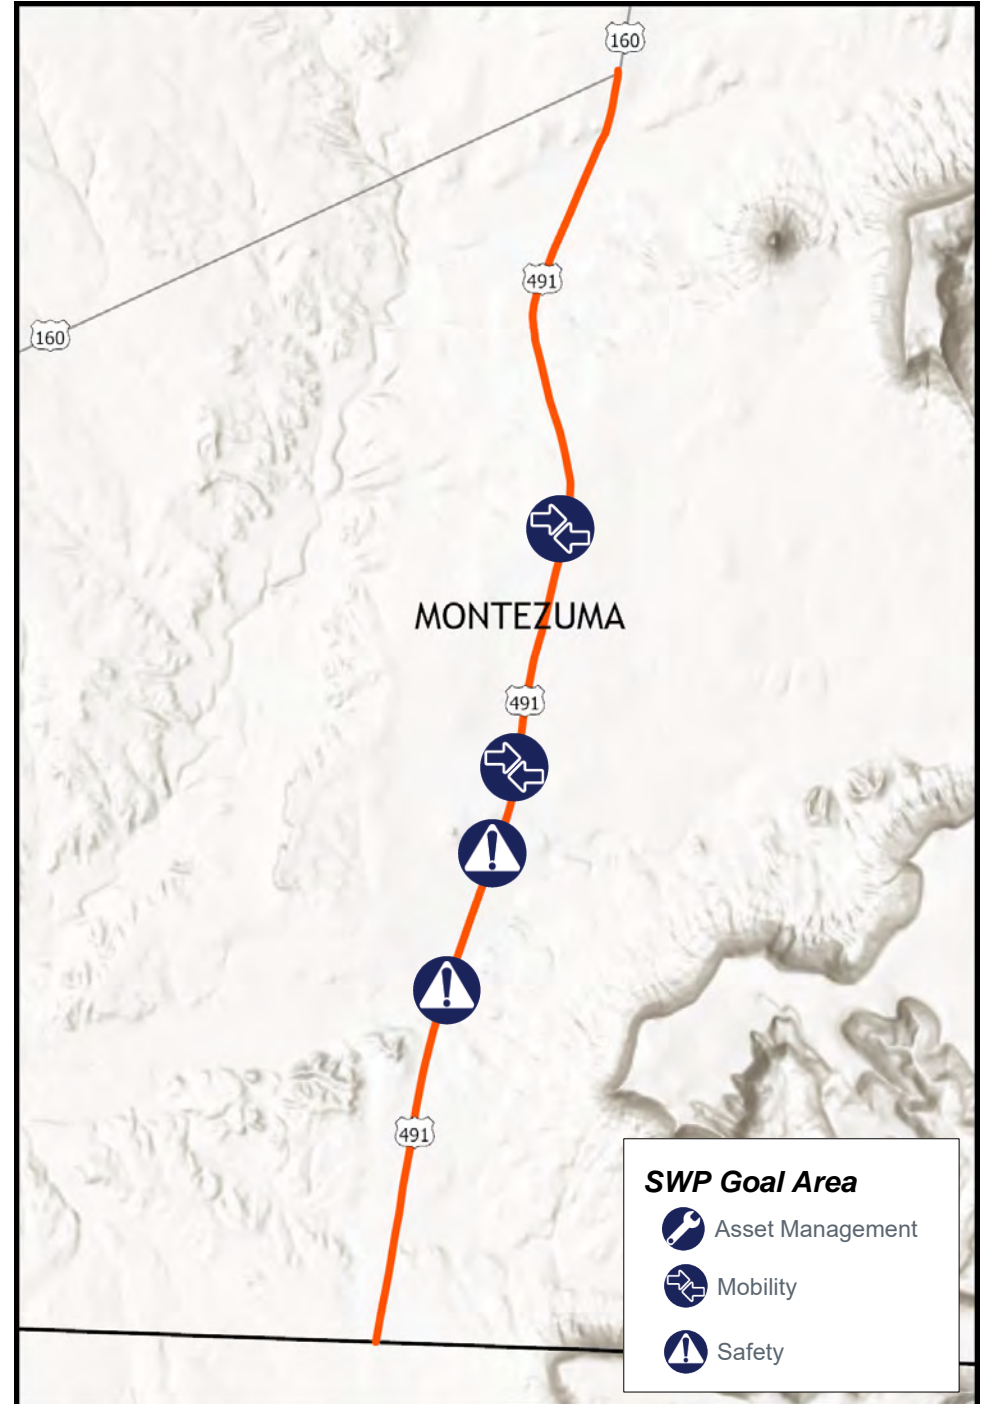 160
491
160
MONTEZUMA
491
491
SWP Goal Area
Asset Management
Mobility
Safety